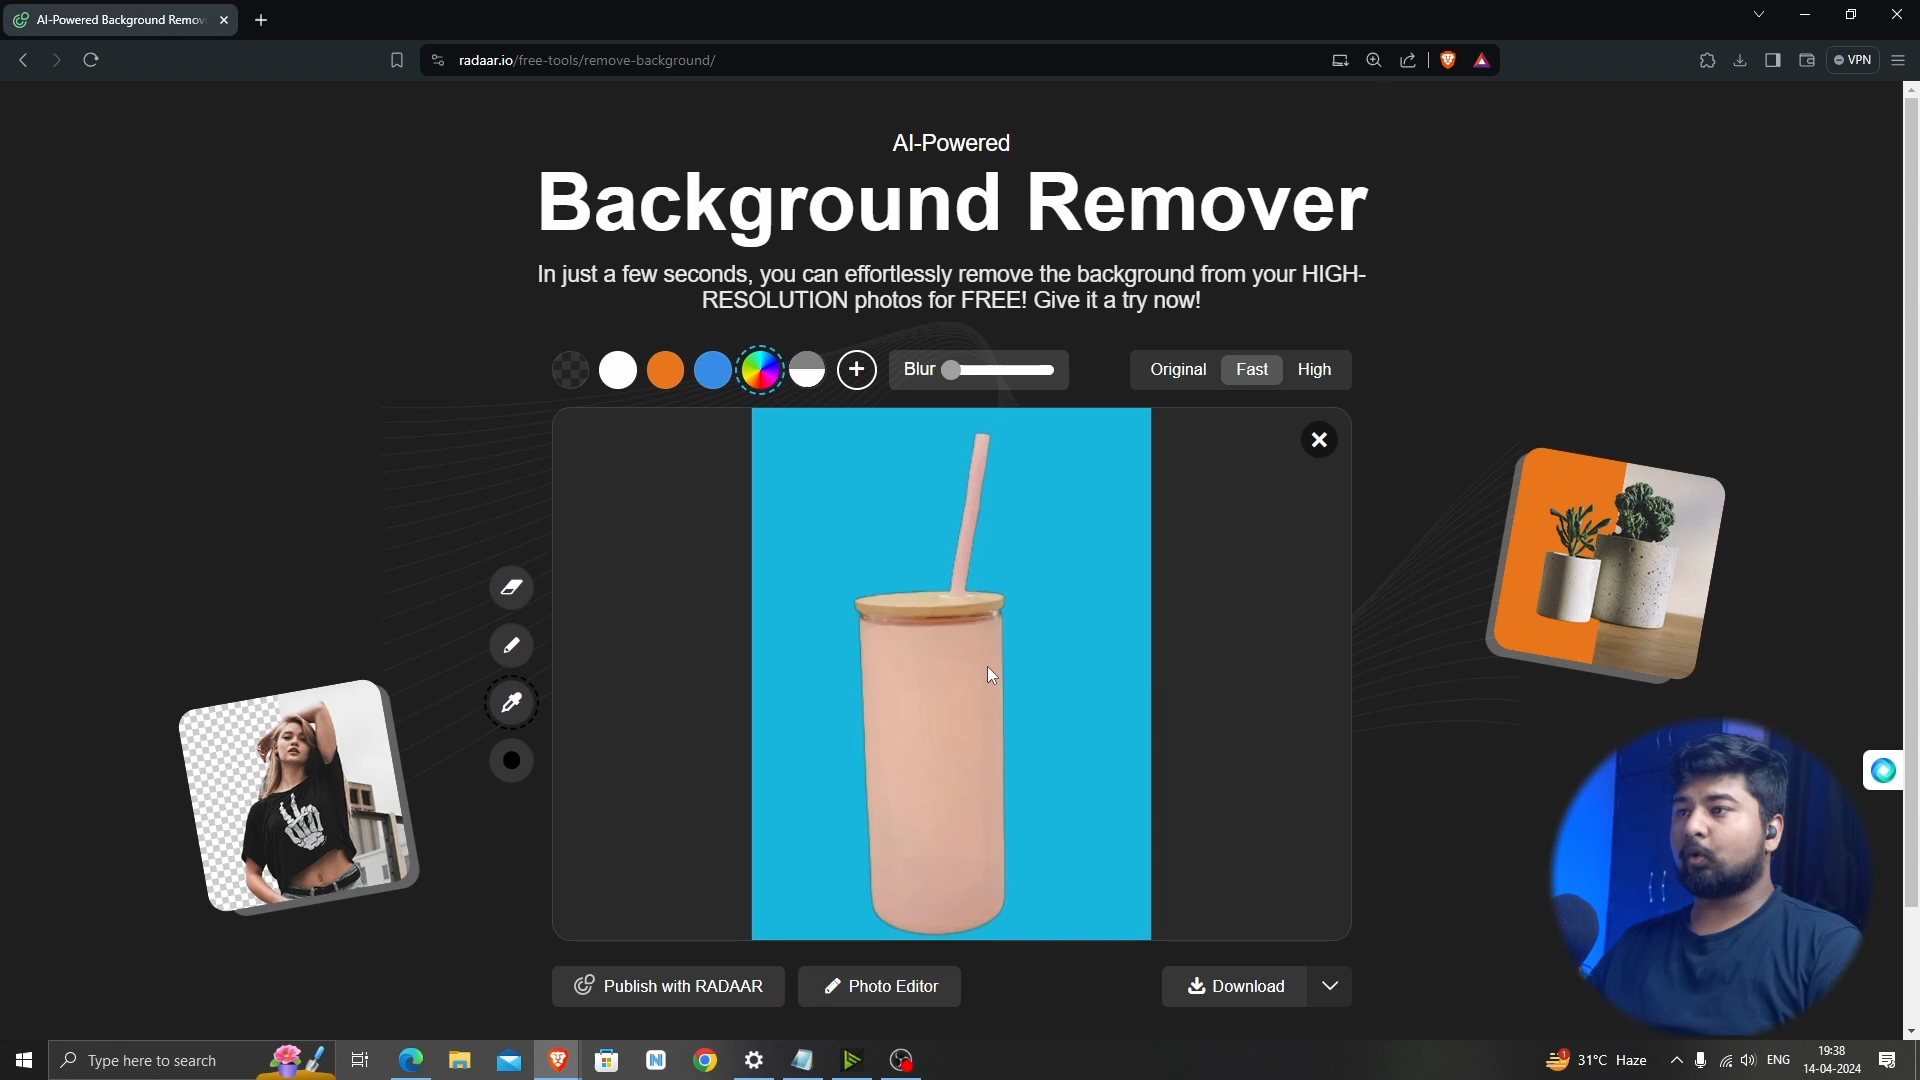 AI-Powered Background Remov
radaar.io/free-tools/remove-background/
VPN
AI-Powered
Background Remover
In just a few seconds, you can effortlessly remove the background from your HIGH-
RESOLUTION photos for FREE! Give it a try now!
Blur
Original Fast High
Publish with RADAAR
Photo Editor
Download
Type here to search
1
31°C Haze
ENG
19:38
14-04-2024